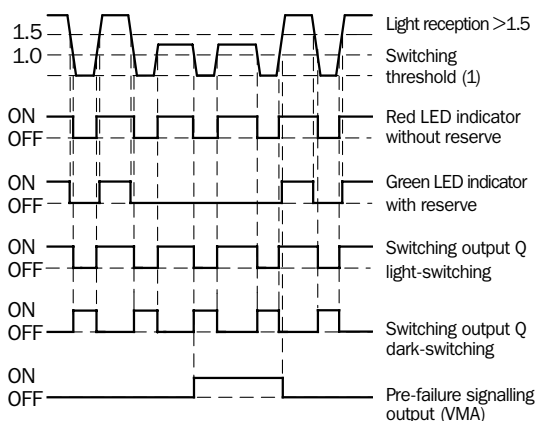 1.5
1.0
Light reception >1.5
Switching
threshold (1)
ON
OFF
Red LED indicator
without reserve
ON
OFF
Green LED indicator
with reserve
ON
OFF
Switching output Q
light-switching
ON
OFF
Switching output Q
dark-switching
ON
OFF
Pre-failure signalling
output (VMA)